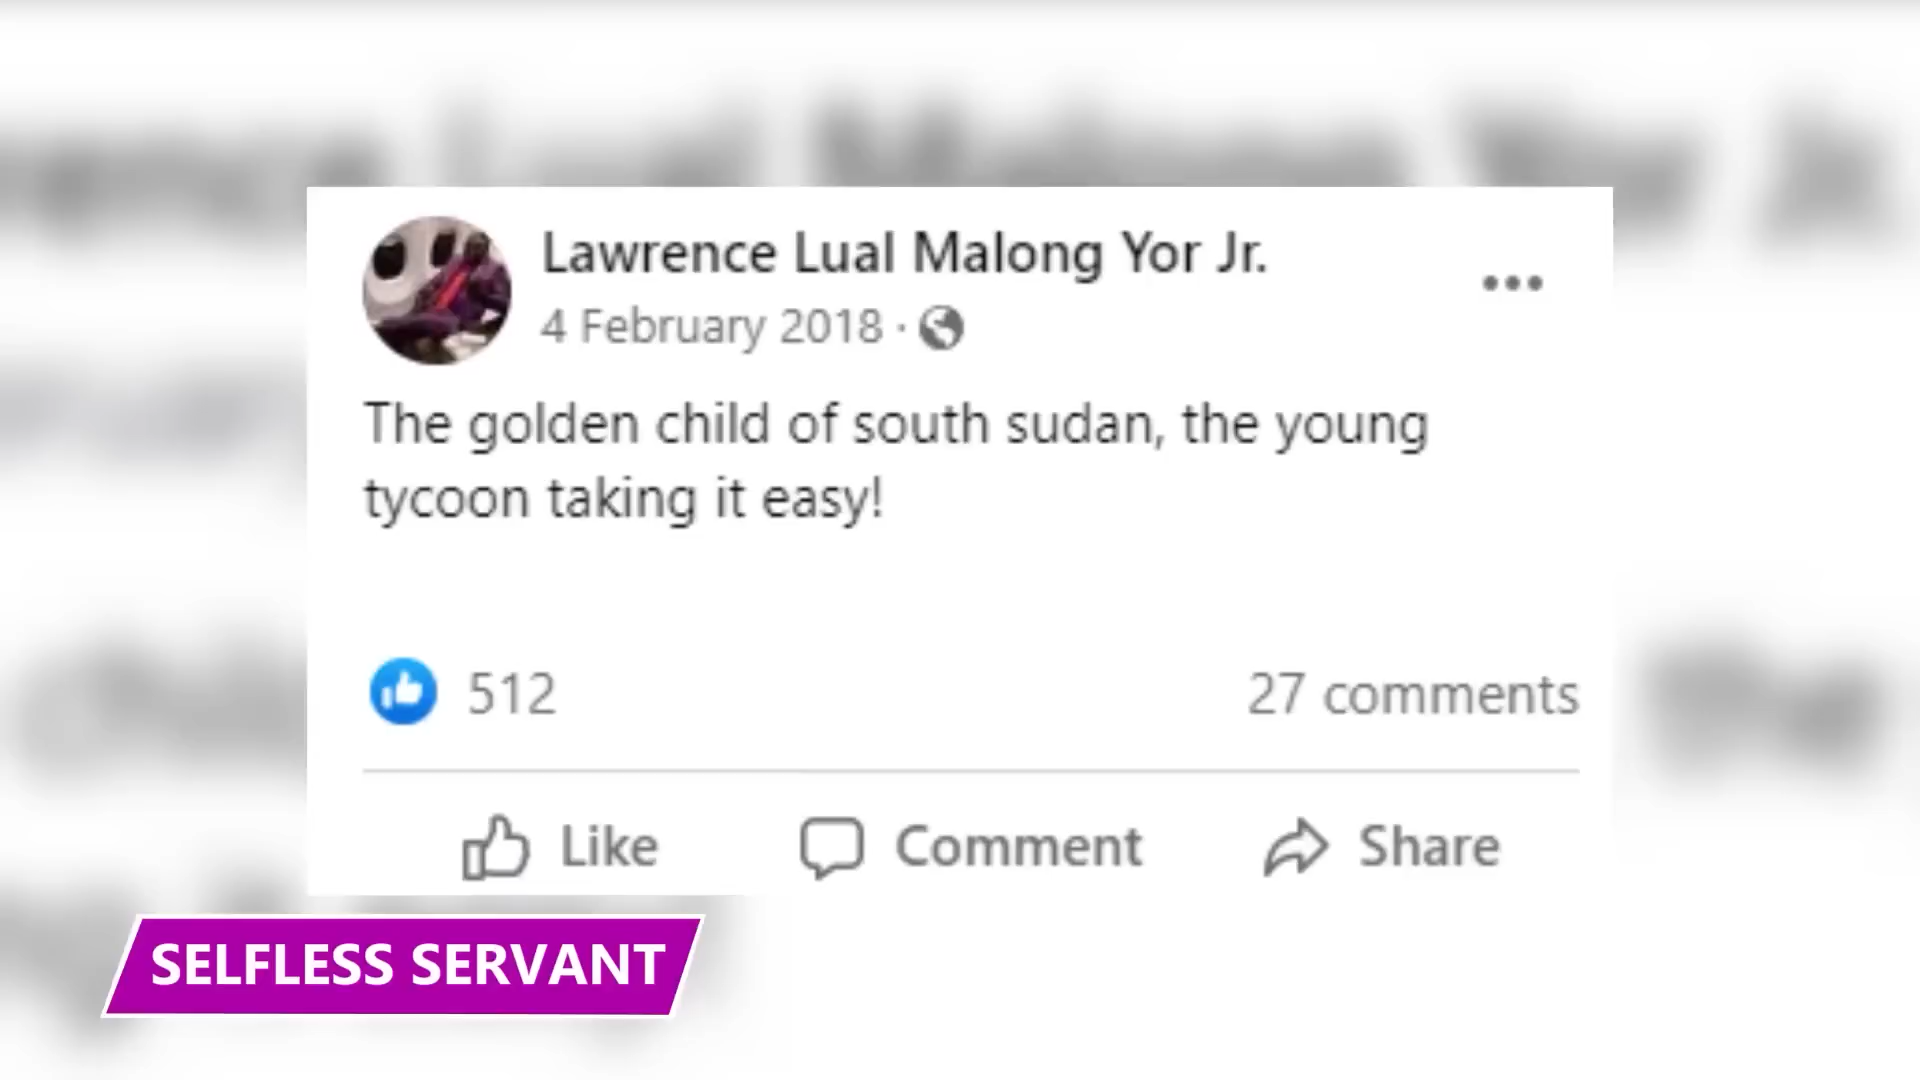 Lawrence Lual Malong Yor Jr.
4 February 2018 ·
The golden child of south sudan, the young
tycoon taking it easy!
512
27 comments
Like
Comment
Share
SELFLESS SERVANT